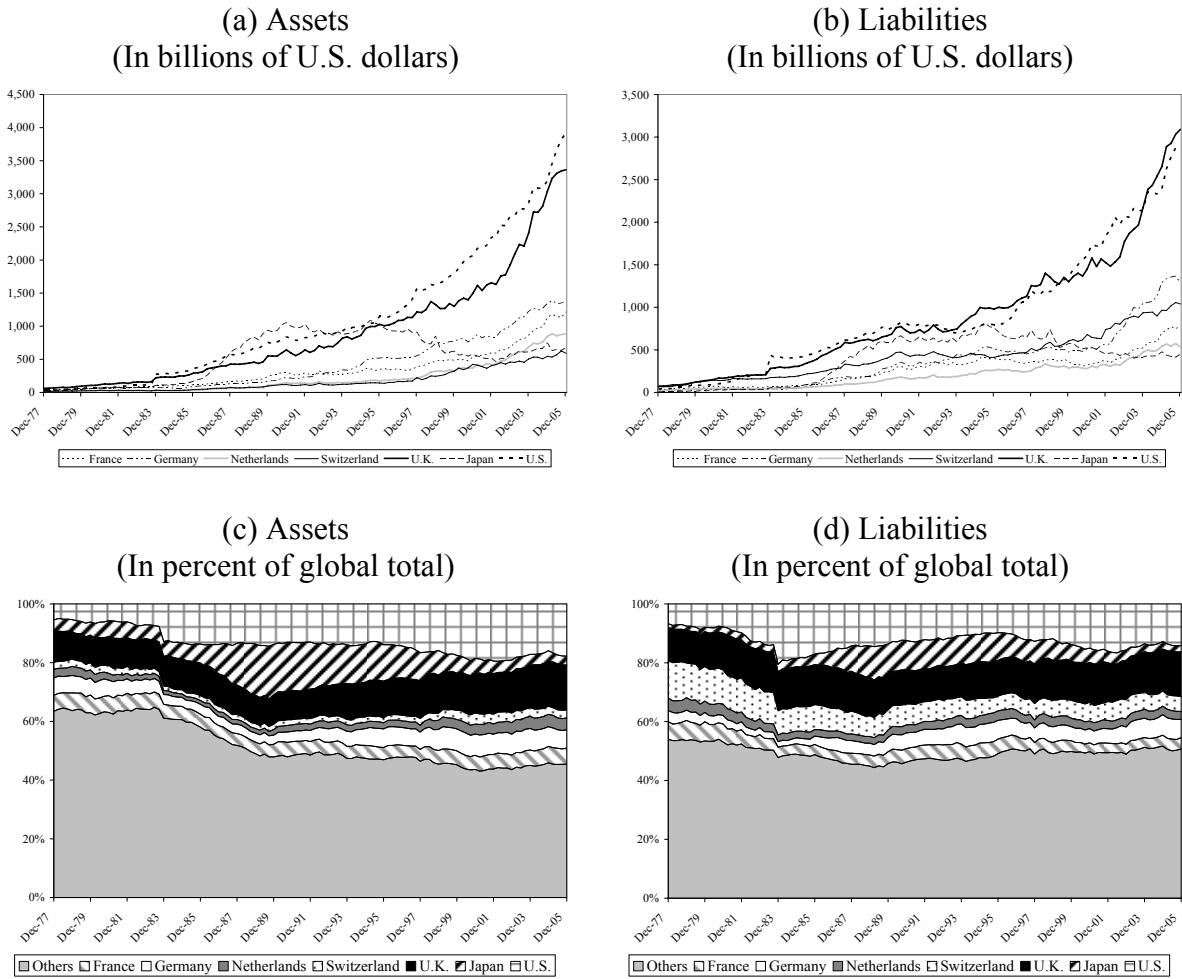 (a) Assets
(In billions of U.S. dollars)
4,500
4,000
3,500
3,000
2,500
2,000
1,500
1,000
500
0
Dec-77 Dec-79 Dec-81 Dec-83 Dec-85 Dec-87 Dec-89 Dec-91 Dec-93 Dec-95 Dec-97 Dec-99 Dec-01 Dec-03 Dec-05
France Germany Netherlands Switzerland U.K. Japan U.S.
(b) Liabilities
(In billions of U.S. dollars)
3,500
3,000
2,500
2,000
1,500
1,000
500
0
Dec-77 Dec-79 Dec-81 Dec-83 Dec-85 Dec-87 Dec-89 Dec-91 Dec-93 Dec-95 Dec-97 Dec-99 Dec-01 Dec-03 Dec-05
France Germany Netherlands Switzerland U.K. Japan U.S.
(c) Assets
(In percent of global total)
100%
80%
60%
40%
20%
0%
Dec-77 Dec-79 Dec-81 Dec-83 Dec-85 Dec-87 Dec-89 Dec-91 Dec-93 Dec-95 Dec-97 Dec-99 Dec-01 Dec-03 Dec-05
Others France Germany Netherlands Switzerland U.K. Japan U.S.
(d) Liabilities
(In percent of global total)
100%
80%
60%
40%
20%
0%
Dec-77 Dec-79 Dec-81 Dec-83 Dec-85 Dec-87 Dec-89 Dec-91 Dec-93 Dec-95 Dec-97 Dec-99 Dec-01 Dec-03 Dec-05
Others France Germany Netherlands Switzerland U.K. Japan U.S.